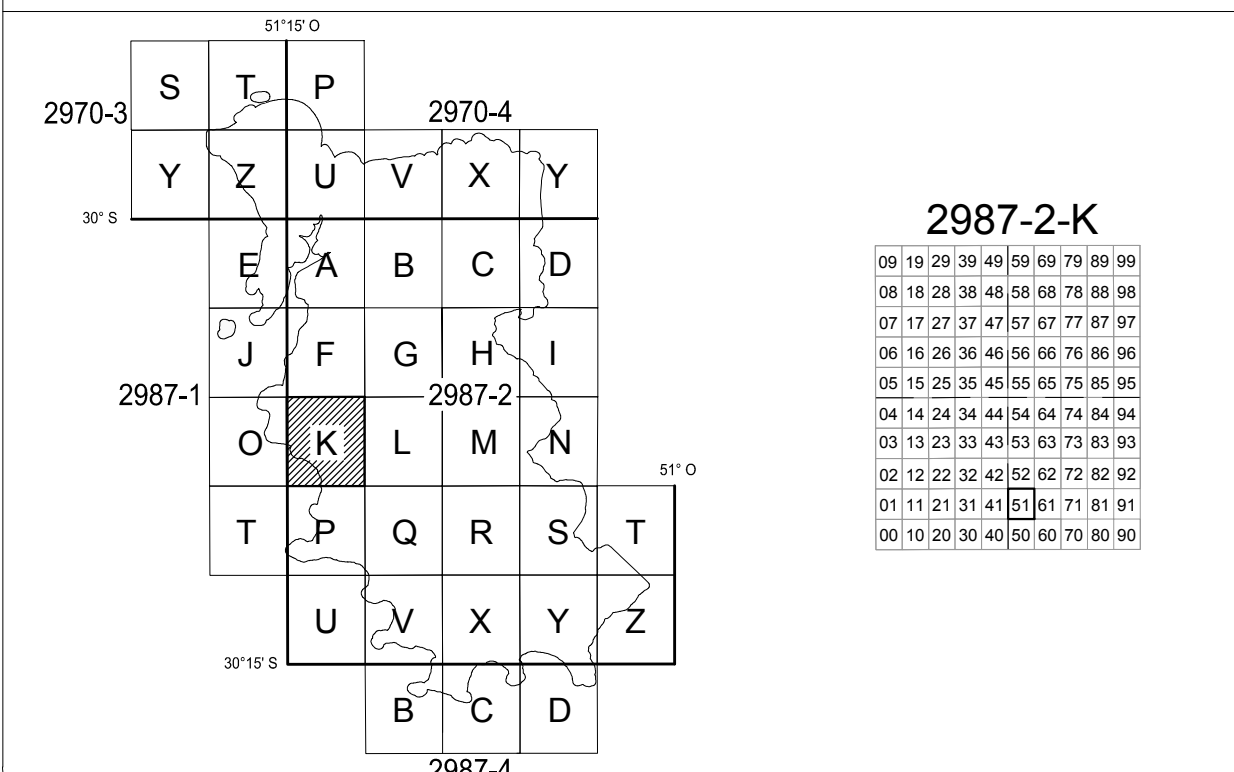 51°15' O
S T P
2970-3
2970-4
Y Z U V X Y
30° S
E A B C D
J F G H I
2987-1
2987-2
O K L M N
51° O
T P Q R S T
U V X Y Z
30°15' S
B C D
2987-4
2987-2-K
09 19 29 39 49 59 69 79 89 99
08 18 28 38 48 58 68 78 88 98
07 17 27 37 47 57 67 77 87 97
06 16 26 36 46 56 66 76 86 96
05 15 25 35 45 55 65 75 85 95
04 14 24 34 44 54 64 74 84 94
03 13 23 33 43 53 63 73 83 93
02 12 22 32 42 52 62 72 82 92
01 11 21 31 41 51 61 71 81 91
00 10 20 30 40 50 60 70 80 90